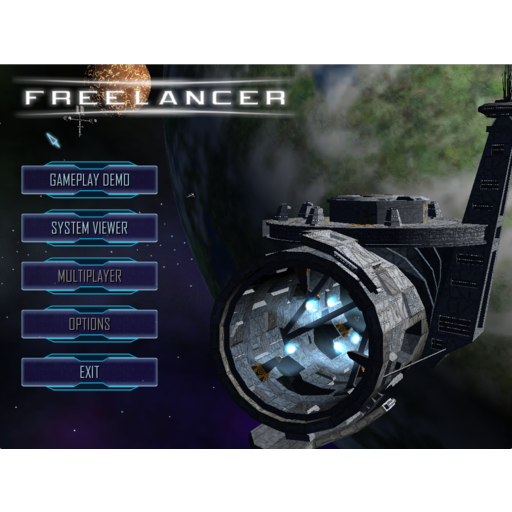 FREELANCER
GAMEPLAY DEMO
SYSTEM VIEWER
MULTIPLAYER
OPTIONS
EXIT